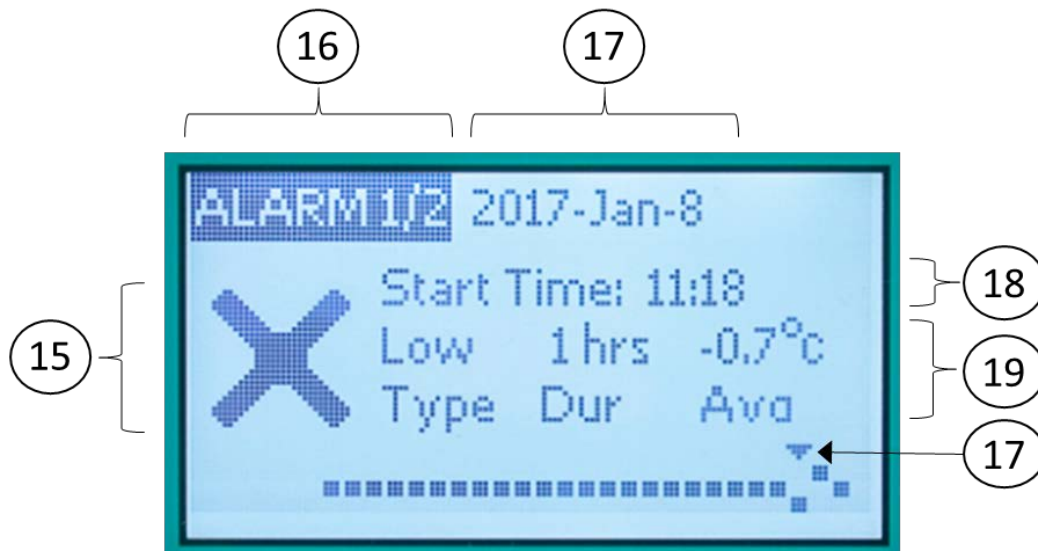 16 17
ALARM 1/2 2017-Jan-8
Start Time: 11:18
18
Low 1 hrs -0.7°c
15
19
Type Dur Avg
17